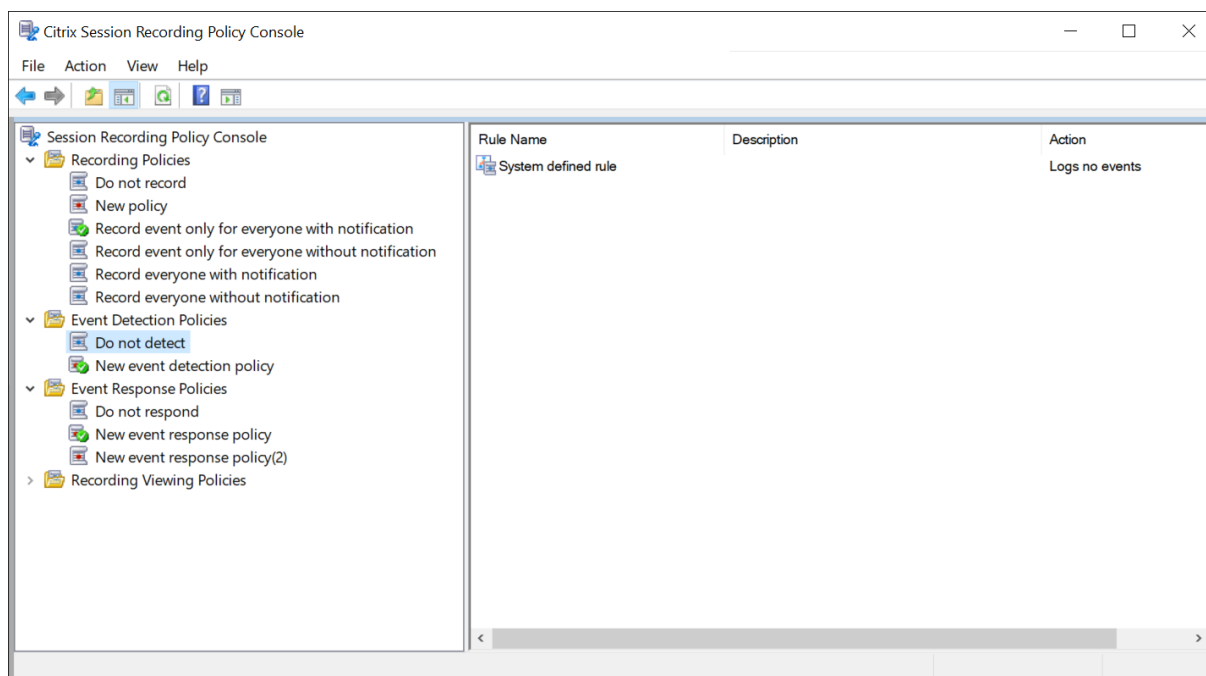 Citrix Session Recording Policy Console
File Action View Help
Session Recording Policy Console
Recording Policies
Do not record
New policy
Record event only for everyone with notification
Record event only for everyone without notification
Record everyone with notification
Record everyone without notification
Event Detection Policies
Do not detect
New event detection policy
Event Response Policies
Do not respond
New event response policy
New event response policy(2)
Recording Viewing Policies
Rule Name Description Action
System defined rule Logs no events